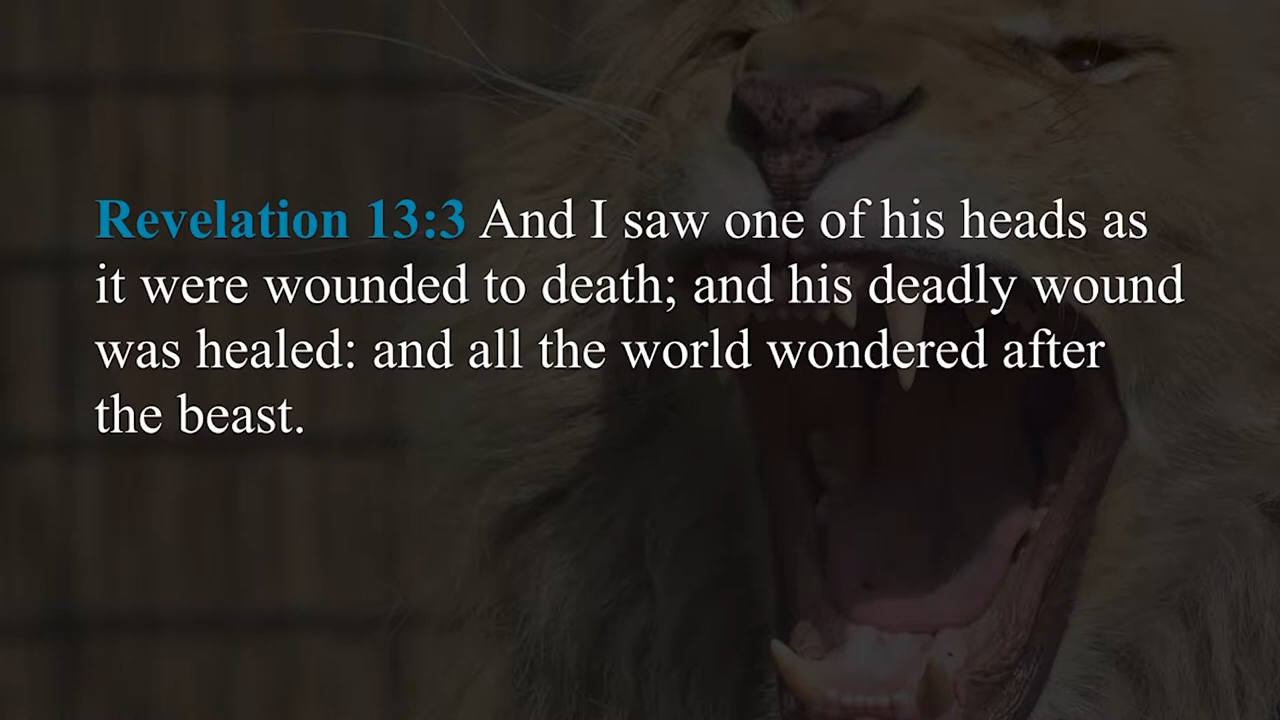 Revelation 13:3 And I saw one of his heads as
it were wounded to death; and his deadly wound
was healed: and all the world wondered after
the beast.